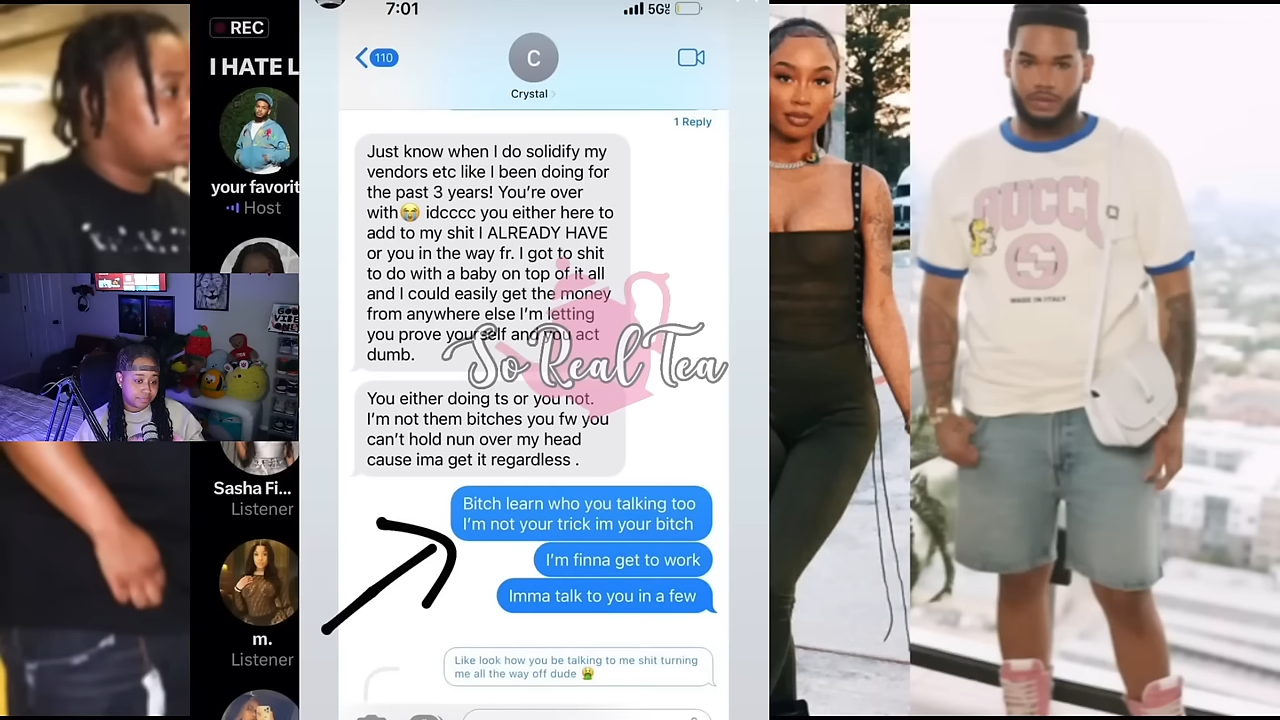 REC
I HATE L
your favorit
Host
Sasha Fi...
Listener
m.
Listener
7:01
5G
110
C
Crystal
1 Reply
Just know when I do solidify my
vendors etc like I been doing for
the past 3 years! You're over
with😭 idcccc you either here to
add to my shit I ALREADY HAVE
or you in the way fr. I got to shit
to do with a baby on top of it all
and I could easily get the money
from anywhere else I'm letting
you prove yourself and you act
dumb.
So Real Tea
You either doing ts or you not.
I'm not them bitches you fw you
can't hold nun over my head
cause ima get it regardless .
Bitch learn who you talking too
I'm not your trick im your bitch
I'm finna get to work
Imma talk to you in a few
Like look how you be talking to me shit turning
me all the way off dude 🤮
GUCCI
MADE IN ITALY
GOOD
VIBES
ONLY